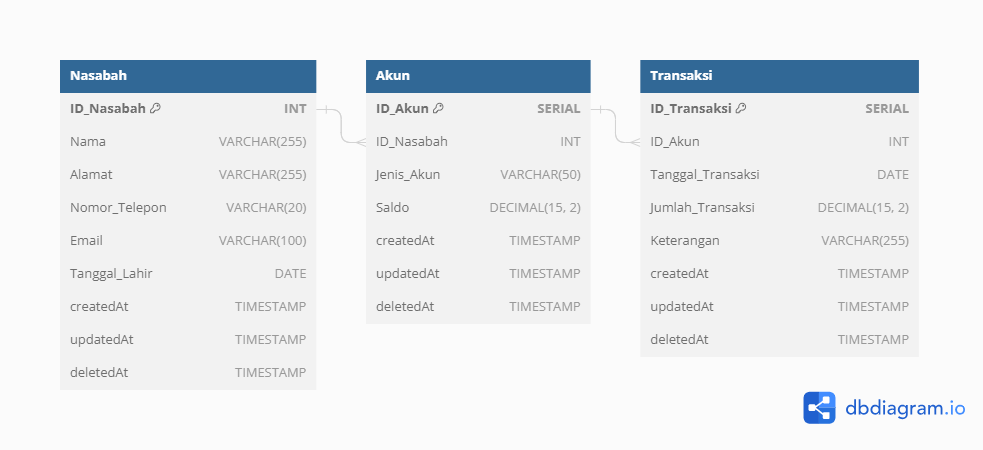 Nasabah
ID_Nasabah INT
Nama VARCHAR(255)
Alamat VARCHAR(255)
Nomor_Telepon VARCHAR(20)
Email VARCHAR(100)
Tanggal_Lahir DATE
createdAt TIMESTAMP
updatedAt TIMESTAMP
deletedAt TIMESTAMP
Akun
ID_Akun SERIAL
ID_Nasabah INT
Jenis_Akun VARCHAR(50)
Saldo DECIMAL(15, 2)
createdAt TIMESTAMP
updatedAt TIMESTAMP
deletedAt TIMESTAMP
Transaksi
ID_Transaksi SERIAL
ID_Akun INT
Tanggal_Transaksi DATE
Jumlah_Transaksi DECIMAL(15, 2)
Keterangan VARCHAR(255)
createdAt TIMESTAMP
updatedAt TIMESTAMP
deletedAt TIMESTAMP
dbdiagram.io